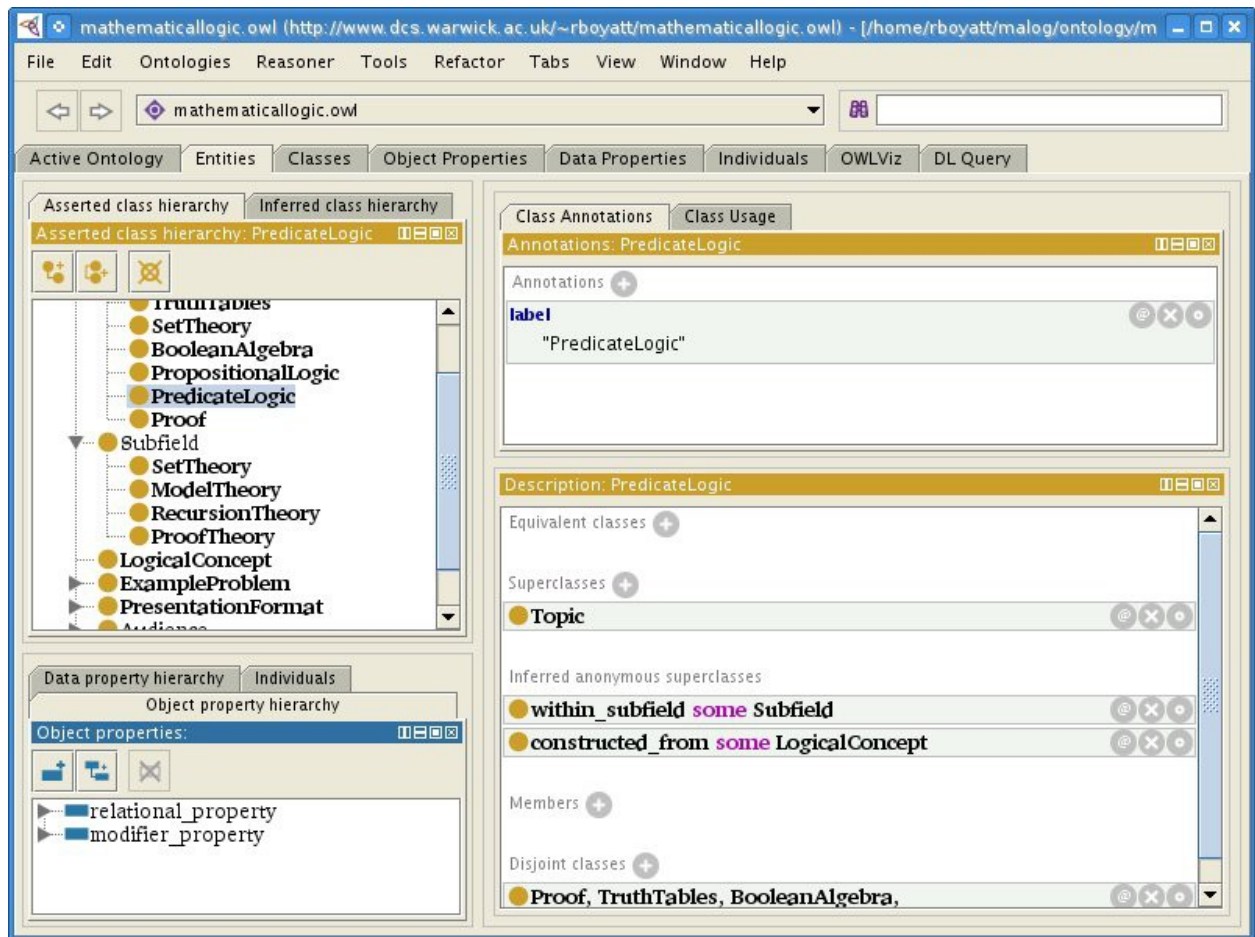 mathematicallogic.owl (http://www.dcs.warwick.ac.uk/~rboyatt/mathematicallogic.owl) - [/home/rboyatt/malog/ontology/m
File Edit Ontologies Reasoner Tools Refactor Tabs View Window Help
mathematicallogic.owl
Active Ontology Entities Classes Object Properties Data Properties Individuals OWLViz DL Query
Asserted class hierarchy Inferred class hierarchy
Asserted class hierarchy: PredicateLogic
TruthTables
SetTheory
BooleanAlgebra
PropositionalLogic
PredicateLogic
Proof
Subfield
SetTheory
ModelTheory
RecursionTheory
ProofTheory
LogicalConcept
ExampleProblem
PresentationFormat
Audience
Data property hierarchy Individuals
Object property hierarchy
Object properties:
relational_property
modifier_property
Class Annotations Class Usage
Annotations: PredicateLogic
Annotations
label
"PredicateLogic"
Description: PredicateLogic
Equivalent classes
Superclasses
Topic
Inferred anonymous superclasses
within_subfield some Subfield
constructed_from some LogicalConcept
Members
Disjoint classes
Proof, TruthTables, BooleanAlgebra,